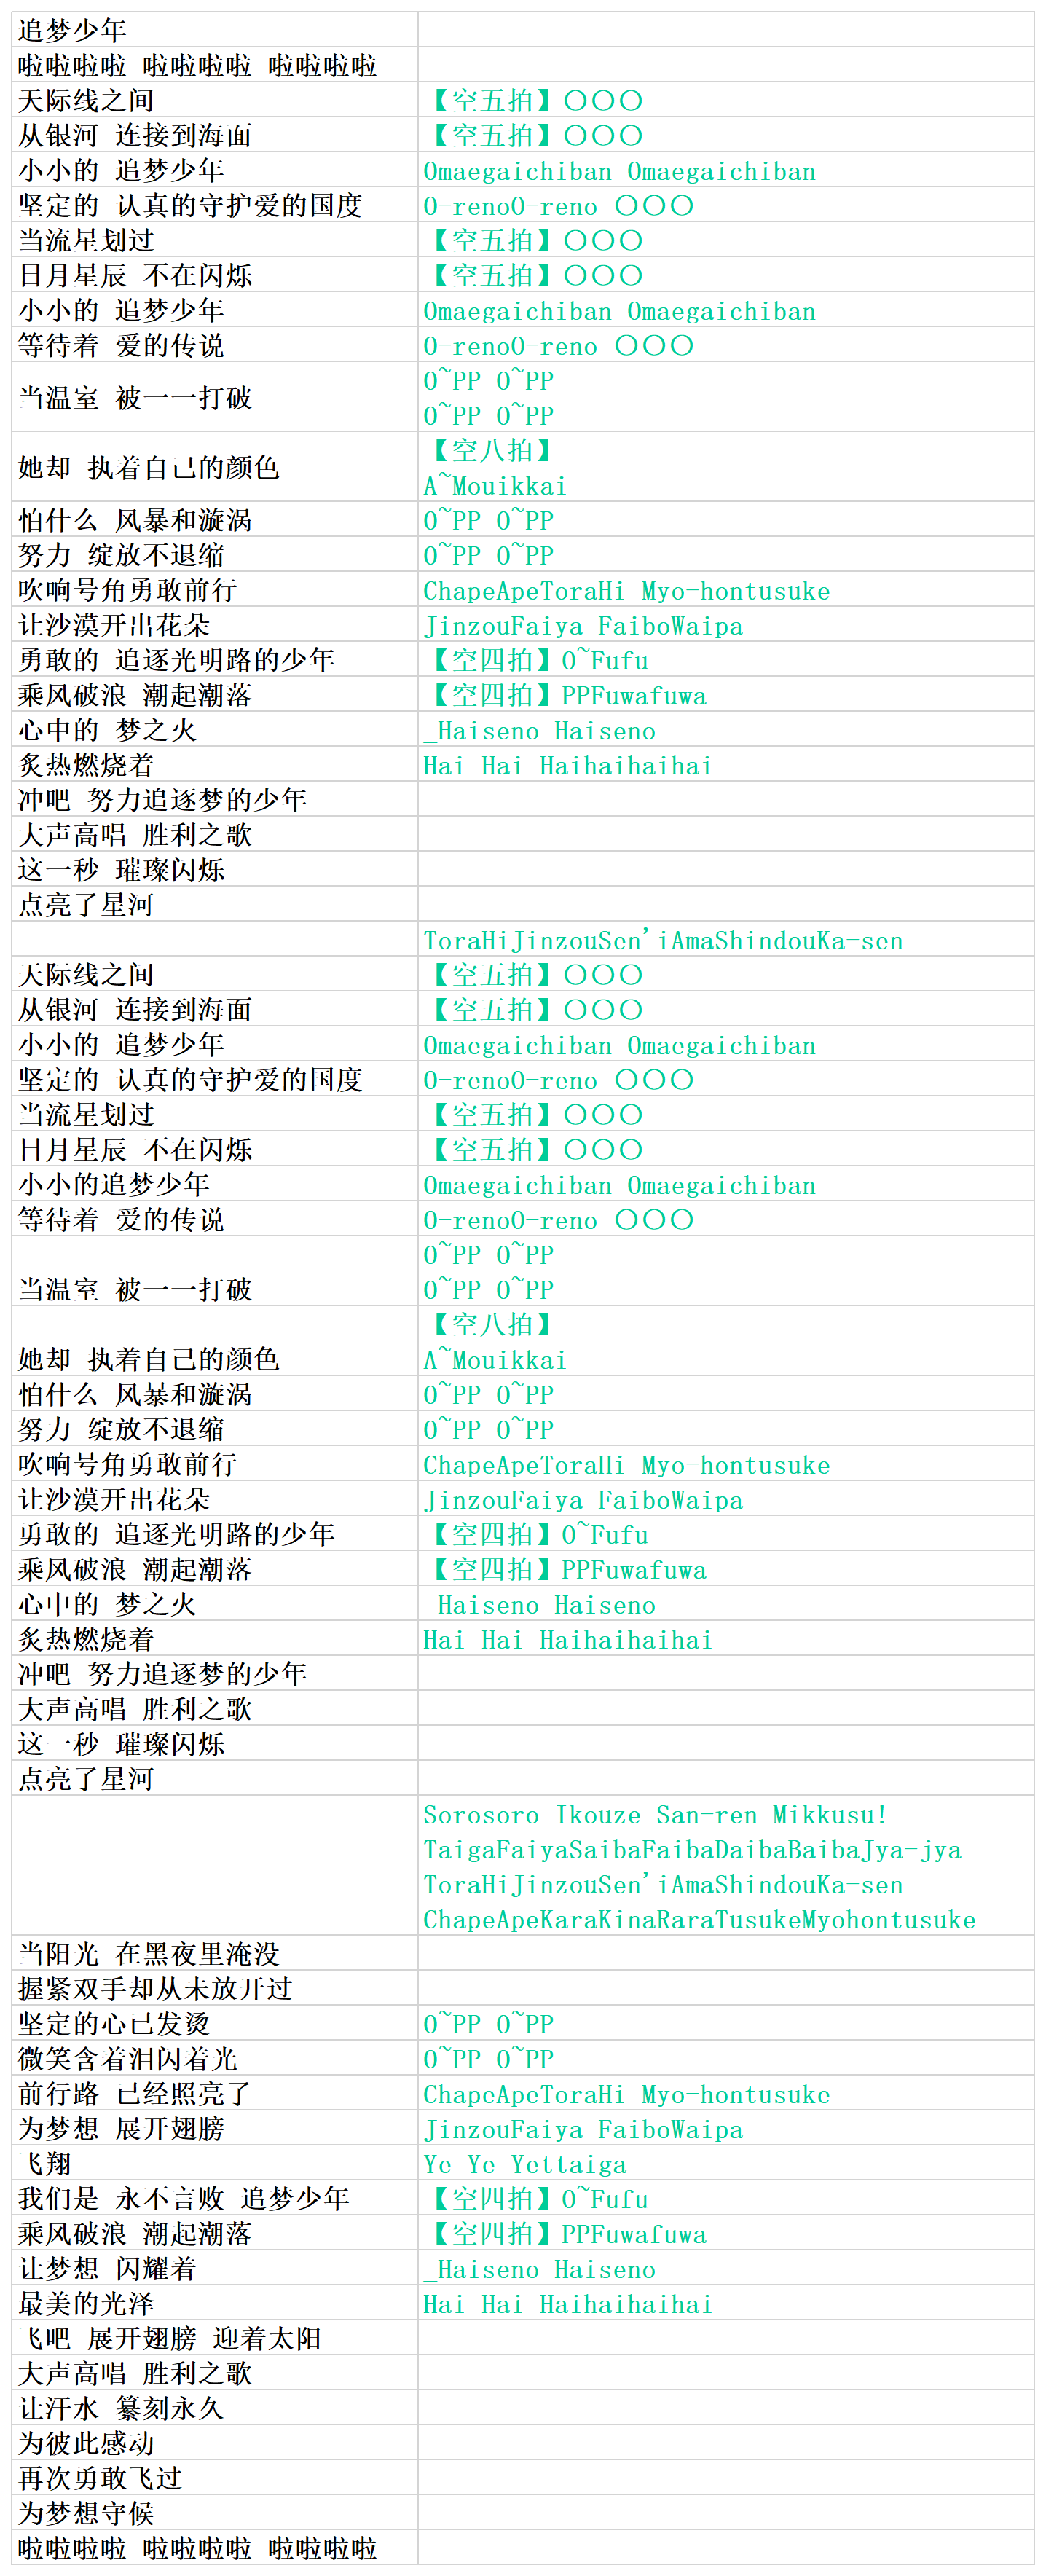 追梦少年
啦啦啦啦 啦啦啦啦 啦啦啦啦
天际线之间 【空五拍】〇〇〇
从银河 连接到海面 【空五拍】〇〇〇
小小的 追梦少年 Omaegaichiban Omaegaichiban
坚定的 认真的守护爱的国度 O-renoO-reno 〇〇〇
当流星划过 【空五拍】〇〇〇
日月星辰 不在闪烁 【空五拍】〇〇〇
小小的 追梦少年 Omaegaichiban Omaegaichiban
等待着 爱的传说 O-renoO-reno 〇〇〇
当温室 被一一打破 O~PP O~PP
O~PP O~PP
她却 执着自己的颜色 【空八拍】
A~Mouikkai
怕什么 风暴和漩涡 O~PP O~PP
努力 绽放不退缩 O~PP O~PP
吹响号角勇敢前行 ChapeApeToraHi Myo-hontusuke
让沙漠开出花朵 JinzouFaiya FaiboWaipa
勇敢的 追逐光明路的少年 【空四拍】O~Fufu
乘风破浪 潮起潮落 【空四拍】PPFuwafuwa
心中的 梦之火 _Haiseno Haiseno
炙热燃烧着 Hai Hai Haihaihaihai
冲吧 努力追逐梦的少年
大声高唱 胜利之歌
这一秒 璀璨闪烁
点亮了星河
ToraHiJinzouSen'iAmaShindouKa-sen
天际线之间 【空五拍】〇〇〇
从银河 连接到海面 【空五拍】〇〇〇
小小的 追梦少年 Omaegaichiban Omaegaichiban
坚定的 认真的守护爱的国度 O-renoO-reno 〇〇〇
当流星划过 【空五拍】〇〇〇
日月星辰 不在闪烁 【空五拍】〇〇〇
小小的追梦少年 Omaegaichiban Omaegaichiban
等待着 爱的传说 O-renoO-reno 〇〇〇
O~PP O~PP
当温室 被一一打破 O~PP O~PP
【空八拍】
她却 执着自己的颜色 A~Mouikkai
怕什么 风暴和漩涡 O~PP O~PP
努力 绽放不退缩 O~PP O~PP
吹响号角勇敢前行 ChapeApeToraHi Myo-hontusuke
让沙漠开出花朵 JinzouFaiya FaiboWaipa
勇敢的 追逐光明路的少年 【空四拍】O~Fufu
乘风破浪 潮起潮落 【空四拍】PPFuwafuwa
心中的 梦之火 _Haiseno Haiseno
炙热燃烧着 Hai Hai Haihaihaihai
冲吧 努力追逐梦的少年
大声高唱 胜利之歌
这一秒 璀璨闪烁
点亮了星河
Sorosoro Ikouze San-ren Mikkusu!
TaigaFaiyaSaibaFaibaDaibaBaibaJya-jya
ToraHiJinzouSen'iAmaShindouKa-sen
ChapeApeKaraKinaRaraTusukeMyohontusuke
当阳光 在黑夜里淹没
握紧双手却从未放开过
坚定的心已发烫 O~PP O~PP
微笑含着泪闪着光 O~PP O~PP
前行路 已经照亮了 ChapeApeToraHi Myo-hontusuke
为梦想 展开翅膀 JinzouFaiya FaiboWaipa
飞翔 Ye Ye Yettaiga
我们是 永不言败 追梦少年 【空四拍】O~Fufu
乘风破浪 潮起潮落 【空四拍】PPFuwafuwa
让梦想 闪耀着 _Haiseno Haiseno
最美的光泽 Hai Hai Haihaihaihai
飞吧 展开翅膀 迎着太阳
大声高唱 胜利之歌
让汗水 纂刻永久
为彼此感动
再次勇敢飞过
为梦想守候
啦啦啦啦 啦啦啦啦 啦啦啦啦